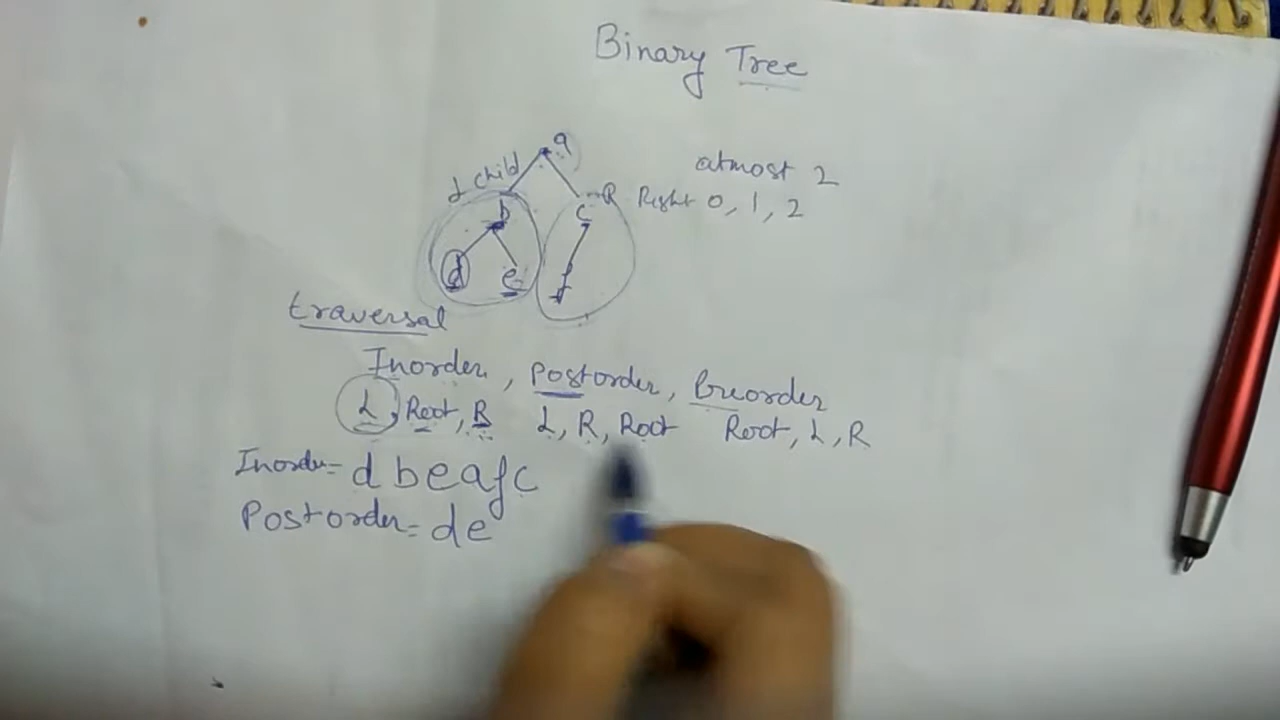 Binary Tree
a
L child
R Right
atmost 2
0, 1, 2
b
c
d
e
f
traversal
Inorder, Postorder, Preorder
L, Root, R L, R, Root Root, L, R
Inorder= d b e a f c
Postorder= d e